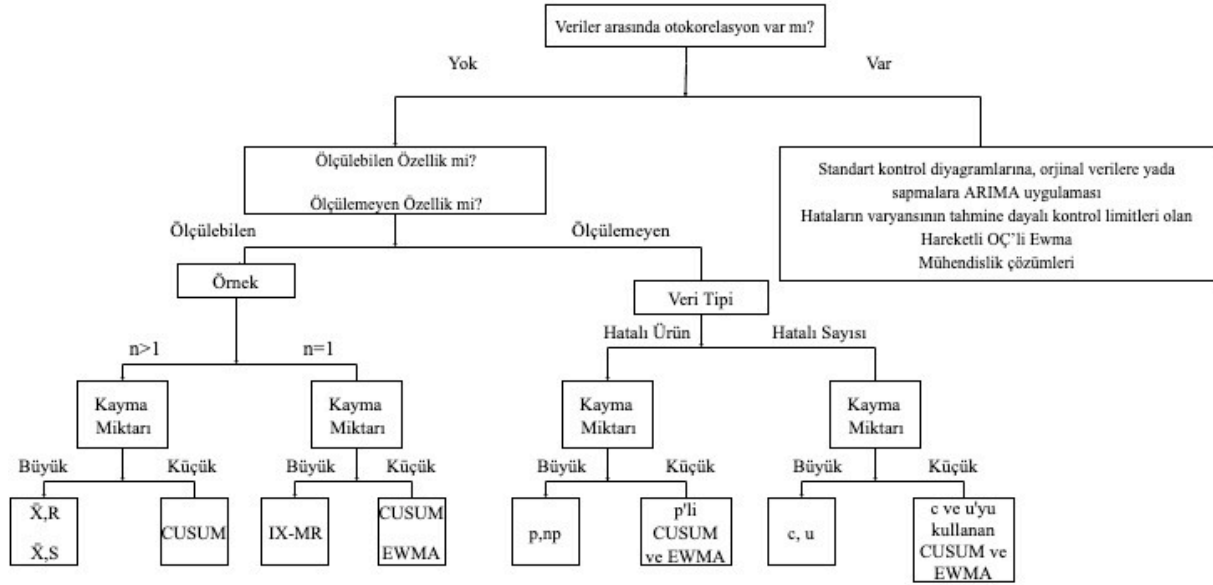 Veriler arasında otokorelasyon var mı?
Yok
Var
Ölçülebilen Özellik mi?
Ölçülemeyen Özellik mi?
Standart kontrol diyagramlarına, orjinal verilere yada
sapmalara ARIMA uygulaması
Hataların varyansının tahmine dayalı kontrol limitleri olan
Hareketli OÇ'li Ewma
Mühendislik çözümleri
Ölçülebilen
Ölçülemeyen
Örnek
Veri Tipi
Hatalı Ürün
Hatalı Sayısı
n>1
n=1
Kayma
Miktarı
Kayma
Miktarı
Kayma
Miktarı
Kayma
Miktarı
Büyük
Küçük
Büyük
Küçük
Büyük
Küçük
Büyük
Küçük
X̄,R
X̄,S
CUSUM
IX-MR
CUSUM
EWMA
p,np
p'li
CUSUM
ve EWMA
c, u
c ve u'yu
kullanan
CUSUM ve
EWMA